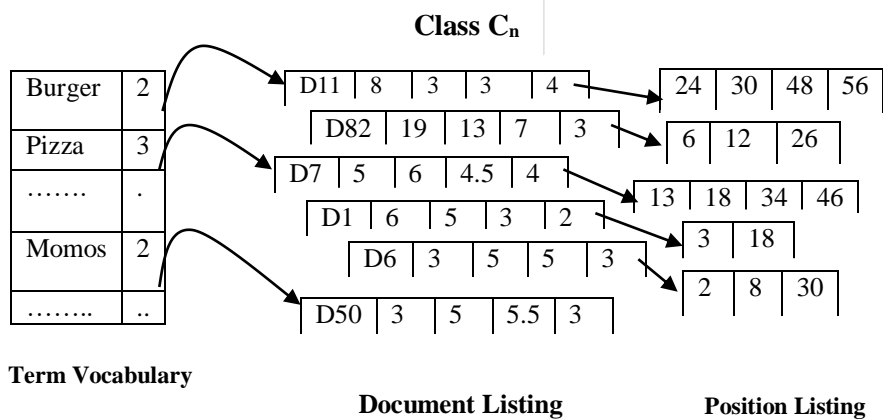 Class Cn
Burger 2
Pizza 3
……. .
Momos 2
…….. ..
D11 8 3 3 4
D82 19 13 7 3
D7 5 6 4.5 4
D1 6 5 3 2
D6 3 5 5 3
D50 3 5 5.5 3
24 30 48 56
6 12 26
13 18 34 46
3 18
2 8 30
Term Vocabulary
Document Listing
Position Listing